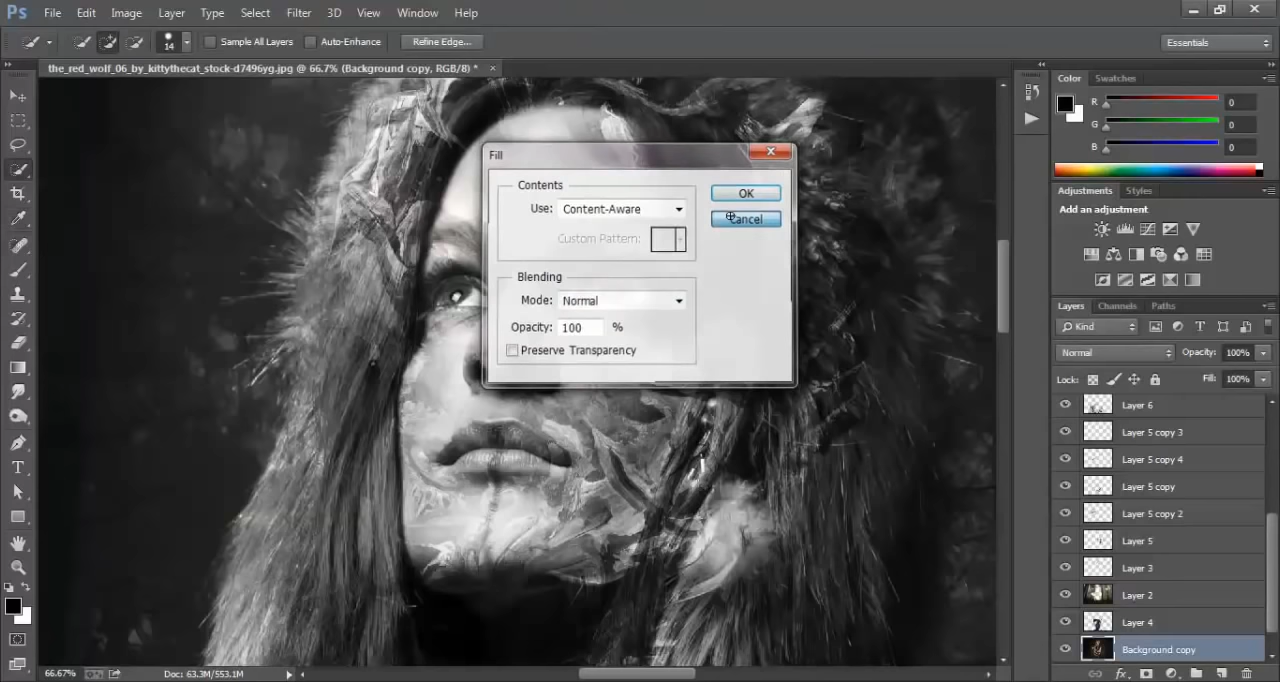 Ps File Edit Image Layer Type Select Filter 3D View Window Help
14 Sample All Layers Auto-Enhance Refine Edge... Essentials
the_red_wolf_06_by_kittythecat_stock-d7496yg.jpg @ 66.7% (Background copy, RGB/8) * ×
Fill
Contents
Use: Content-Aware
Custom Pattern:
Blending
Mode: Normal
Opacity: 100 %
Preserve Transparency
OK
Cancel
Color Swatches
R 0
G 0
B 0
Adjustments Styles
Add an adjustment
Layers Channels Paths
Kind
Normal Opacity: 100%
Lock: Fill: 100%
Layer 6
Layer 5 copy 3
Layer 5 copy 4
Layer 5 copy
Layer 5 copy 2
Layer 5
Layer 3
Layer 2
Layer 4
Background copy
fx
66.67% Doc: 63.3M/553.1M